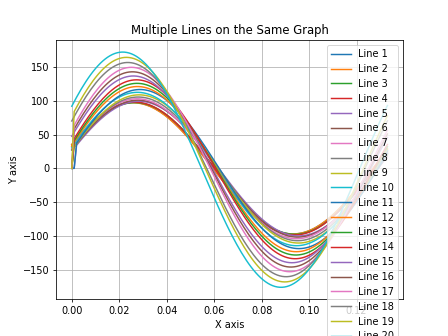 Multiple Lines on the Same Graph
Y axis
150
100
50
0
−50
−100
−150
0.00
0.02
0.04
0.06
0.08
0.10
X axis
Line 1
Line 2
Line 3
Line 4
Line 5
Line 6
Line 7
Line 8
Line 9
Line 10
Line 11
Line 12
Line 13
Line 14
Line 15
Line 16
Line 17
Line 18
Line 19
Line 20